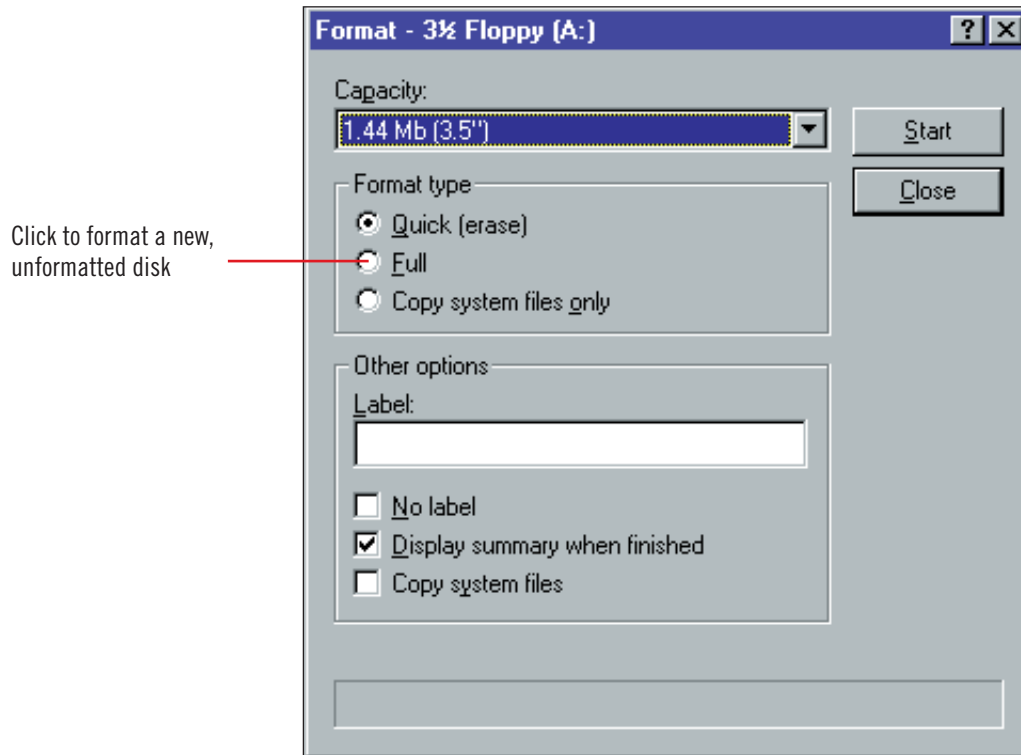 Format - 3½ Floppy (A:)
Capacity:
1.44 Mb (3.5")
Start
Format type
Close
Quick (erase)
Click to format a new,
unformatted disk
Full
Copy system files only
Other options
Label:
No label
Display summary when finished
Copy system files